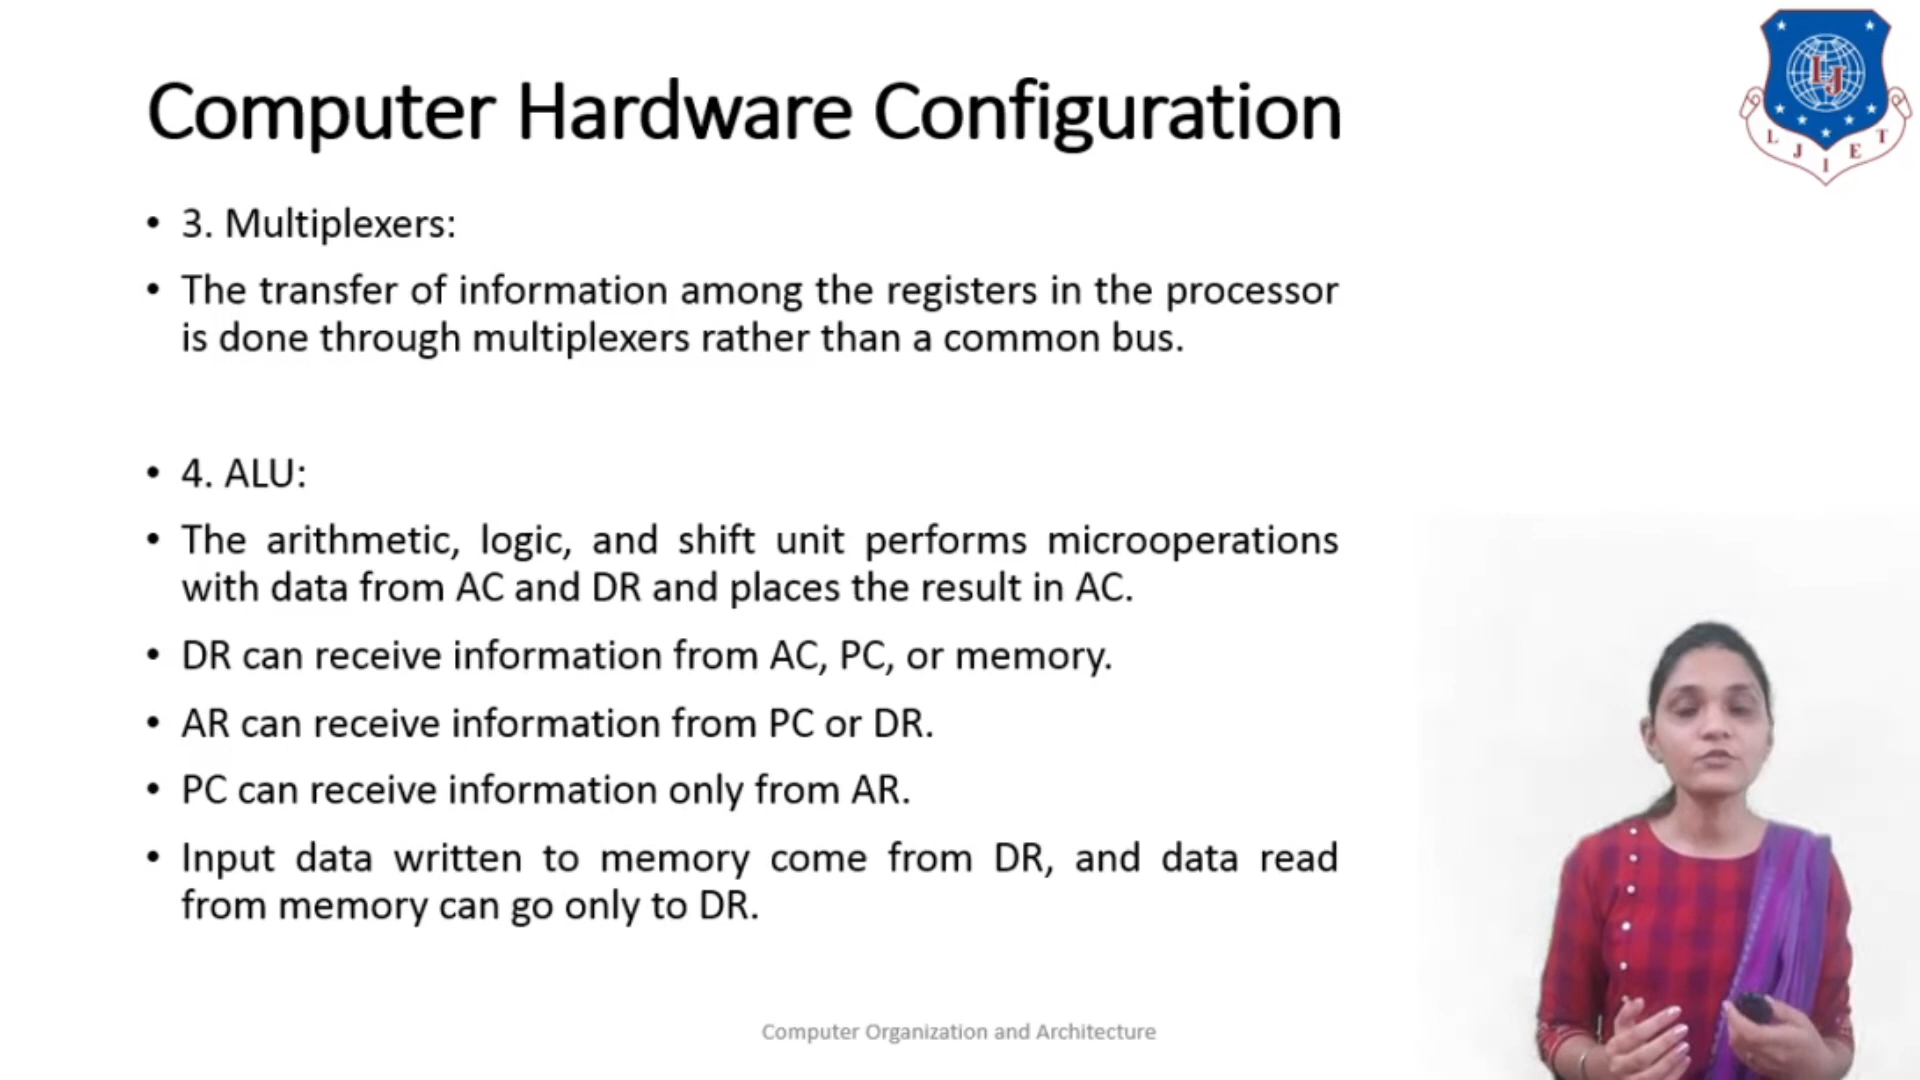 Computer Hardware Configuration
• 3. Multiplexers:
• The transfer of information among the registers in the processor
is done through multiplexers rather than a common bus.
• 4. ALU:
• The arithmetic, logic, and shift unit performs microoperations
with data from AC and DR and places the result in AC.
• DR can receive information from AC, PC, or memory.
• AR can receive information from PC or DR.
• PC can receive information only from AR.
• Input data written to memory come from DR, and data read
from memory can go only to DR.
Computer Organization and Architecture
LJ
L J I E T